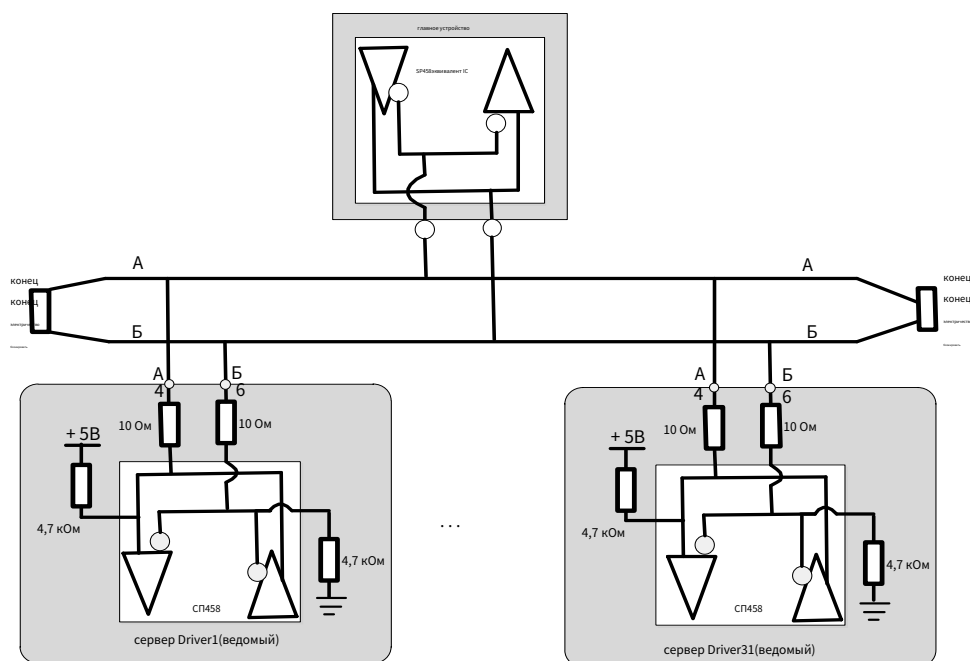 главное устройство
SP458эквивалент IC
А
А
конец
конец
конец
конец
Б
Б
А
Б
4
6
10 Ом
10 Ом
+ 5В
4,7 кОм
4,7 кОм
СП458
сервер Driver1(ведомый)
...
А
Б
4
6
10 Ом
10 Ом
+ 5В
4,7 кОм
4,7 кОм
СП458
сервер Driver31(ведомый)